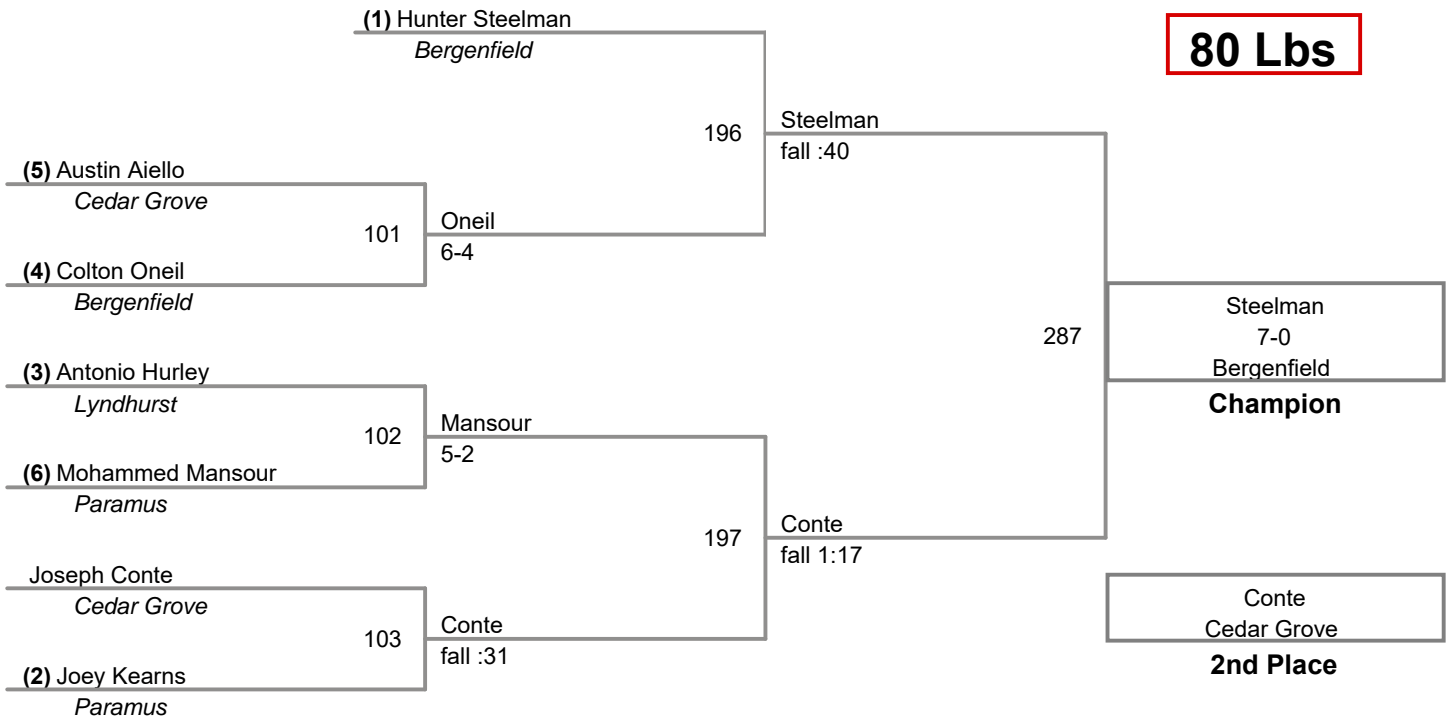 (1) Hunter Steelman
Bergenfield
80 Lbs
196
Steelman
fall :40
(5) Austin Aiello
Cedar Grove
101
Oneil
6-4
(4) Colton Oneil
Bergenfield
287
Steelman
7-0
Bergenfield
Champion
(3) Antonio Hurley
Lyndhurst
102
Mansour
5-2
(6) Mohammed Mansour
Paramus
197
Conte
fall 1:17
Joseph Conte
Cedar Grove
103
Conte
fall :31
(2) Joey Kearns
Paramus
Conte
Cedar Grove
2nd Place